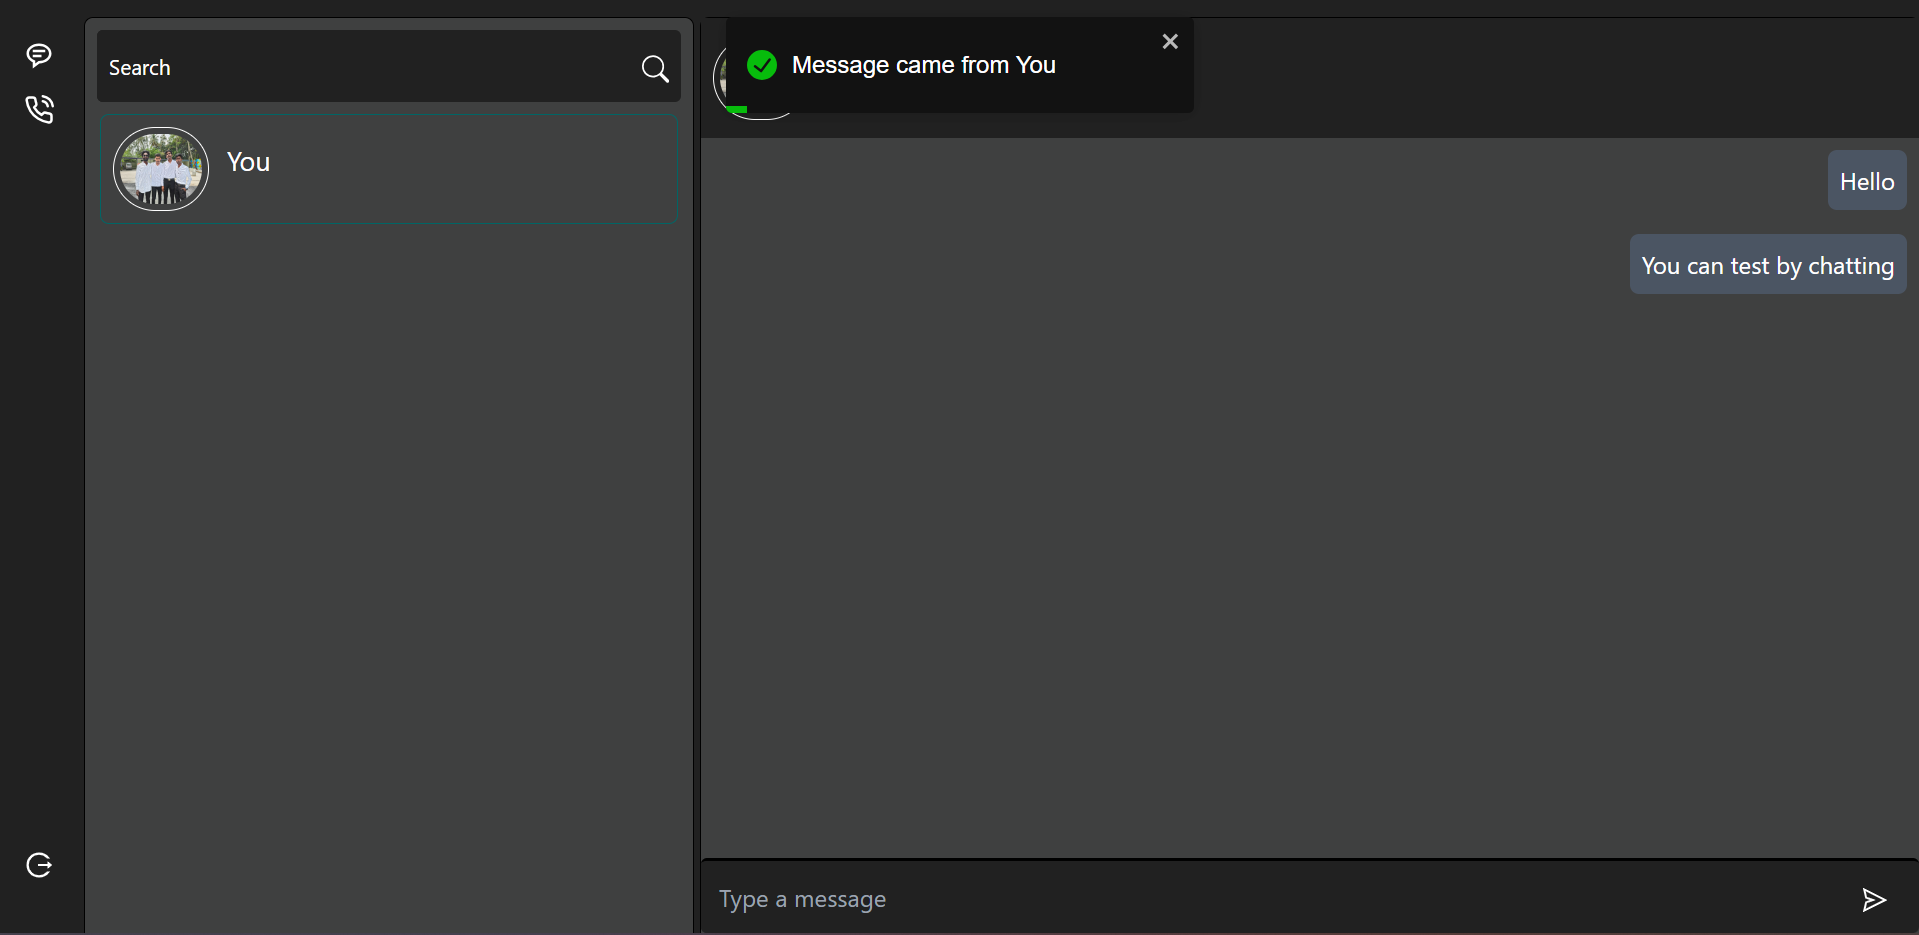 Search
You
Message came from You
Hello
You can test by chatting
Type a message